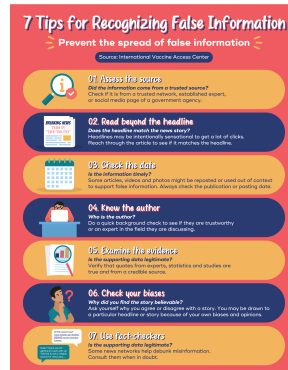 7 Tips for Recognizing False Information
Prevent the spread of false information
Source: International Vaccine Access Center
01. Assess the source
Did the information come from a trusted source?
Check if it is from a trusted network, established expert,
or social media page of a government agency.
BREAKING NEWS
THIS IS
"THE TRUTH"
02. Read beyond the headline
Does the headline match the news story?
Headlines may be intentionally sensational to get a lot of clicks.
Reach through the article to see if it matches the headline.
03. Check the date
Is the information timely?
Some articles, videos and photos might be repeated or used out of context
to support false information. Always check the publication or posting date.
04. Know the author
Who is the author?
Do a quick background check to see if they are trustworthy
or an expert in the field they are discussing.
05. Examine the evidence
Is the supporting data legitimate?
Verify that quotes from experts, statistics and studies are
true and from a credible source.
06. Check your biases
Why did you find the story believable?
Ask yourself why you agree or disagree with a story. You may be drawn to
a particular headline or story because of your own biases and opinions.
07. Use fact-checkers
Is the supporting data legitimate?
Some news networks help debunk misinformation.
Consult them when in doubt.